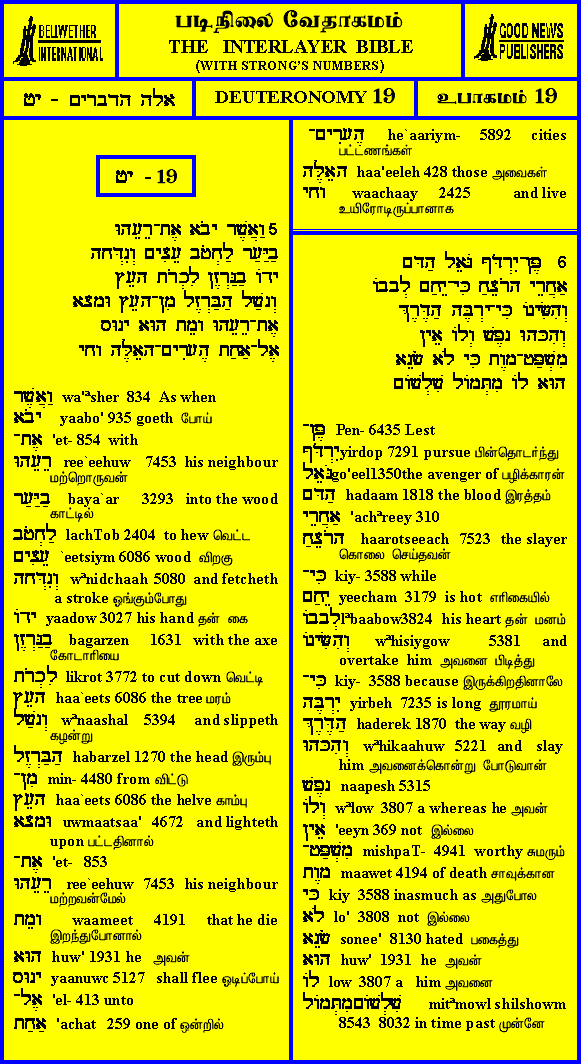 BELLWETHER
INTERNATIONAL
படிநிலை வேதாகமம்
THE INTERLAYER BIBLE
(WITH STRONG'S NUMBERS)
GOOD NEWS
PUBLISHERS
אלה הדברים - יט
DEUTERONOMY 19
உபாகமம் 19
יט - 19
5 וַאֲשֶׁר יָבֹא אֶת־רֵעֵהוּ
בַיַּעַר לַחְטֹב עֵצִים וְנִדְּחָה
יָדוֹ בַגַּרְזֶן לִכְרֹת הָעֵץ
וְנָשַׁל הַבַּרְזֶל מִן־הָעֵץ וּמָצָא
אֶת־רֵעֵהוּ וָמֵת הוּא יָנוּס
אֶל־אַחַת הֶעָרִים־הָאֵלֶּה וָחָי
וַאֲשֶׁר wa'ªsher 834 As when
יָבֹא yaabo' 935 goeth போய்
אֶת־ 'et- 854 with
רֵעֵהוּ ree`eehuw 7453 his neighbour
மற்றொருவன்
בַיַּעַר baya`ar 3293 into the wood
காட்டில்
לַחְטֹב lachTob 2404 to hew வெட்ட
עֵצִים `eetsiym 6086 wood விறகு
וְנִדְּחָה wªnidchaah 5080 and fetcheth
a stroke ஓங்கும்போது
יָדוֹ yaadow 3027 his hand தன் கை
בַגַּרְזֶן bagarzen 1631 with the axe
கோடாரியை
לִכְרֹת likrot 3772 to cut down வெட்டி
הָעֵץ haa`eets 6086 the tree மரம்
וְנָשַׁל wªnaashal 5394 and slippeth
கழன்று
הַבַּרְזֶל habarzel 1270 the head இரும்பு
מִן־ min- 4480 from விட்டு
הָעֵץ haa`eets 6086 the helve காம்பு
וּמָצָא uwmaatsaa' 4672 and lighteth
upon பட்டதினால்
אֶת־ 'et- 853
רֵעֵהוּ ree`eehuw 7453 his neighbour
மற்றவன்மேல்
וָמֵת waameet 4191 that he die
இறந்துபோனால்
הוּא huw' 1931 he அவன்
יָנוּס yaanuwc 5127 shall flee ஓடிப்போய்
אֶל־ 'el- 413 unto
אַחַת 'achat 259 one of ஒன்றில்
הֶעָרִים־ he`aariym- 5892 cities
பட்டணங்கள்
הָאֵלֶּה haa'eeleh 428 those அவைகள்
וָחָי waachaay 2425 and live
உயிரோடிருப்பானாக
6 פֶּן־יִרְדֹּף גֹּאֵל הַדָּם
אַחֲרֵי הָרֹצֵחַ כִּי־יֵחַם לְבָבוֹ
וְהִשִּׂיגוֹ כִּי־יִרְבֶּה הַדֶּרֶךְ
וְהִכָּהוּ נָפֶשׁ וְלוֹ אֵין
מִשְׁפַּט־מָוֶת כִּי לֹא שֹׂנֵא
הוּא לוֹ מִתְּמוֹל שִׁלְשׁוֹם
פֶּן־ Pen- 6435 Lest
יִרְדֹּף yirdop 7291 pursue பின்தொடர்ந்து
גֹּאֵל go'eel1350the avenger of பழிக்காரன்
הַדָּם hadaam 1818 the blood இரத்தம்
אַחֲרֵי 'achªreey 310
הָרֹצֵחַ haarotseeach 7523 the slayer
கொலை செய்தவன்
כִּי־ kiy- 3588 while
יֵחַם yeecham 3179 is hot எரிகையில்
לְבָבוֹ lªbaabow3824 his heart தன் மனம்
וְהִשִּׂיגוֹ wªhisiygow 5381 and
overtake him அவனை பிடித்து
כִּי־ kiy- 3588 because இருக்கிறதினாலே
יִרְבֶּה yirbeh 7235 is long தூரமாய்
הַדֶּרֶךְ haderek 1870 the way வழி
וְהִכָּהוּ wªhikaahuw 5221 and slay
him அவனைக்கொன்று போடுவான்
נָפֶשׁ naapesh 5315
וְלוֹ wªlow 3807 a whereas he அவன்
אֵין 'eeyn 369 not இல்லை
מִשְׁפַּט־ mishpaT- 4941 worthy சுமரும்
מָוֶת maawet 4194 of death சாவுக்கான
כִּי kiy 3588 inasmuch as அதுபோல
לֹא lo' 3808 not இல்லை
שֹׂנֵא sonee' 8130 hated பகைத்து
הוּא huw' 1931 he அவன்
לוֹ low 3807 a him அவனை
מִתְּמוֹל שִׁלְשׁוֹם mitªmowl shilshowm
8543 8032 in time past முன்னே